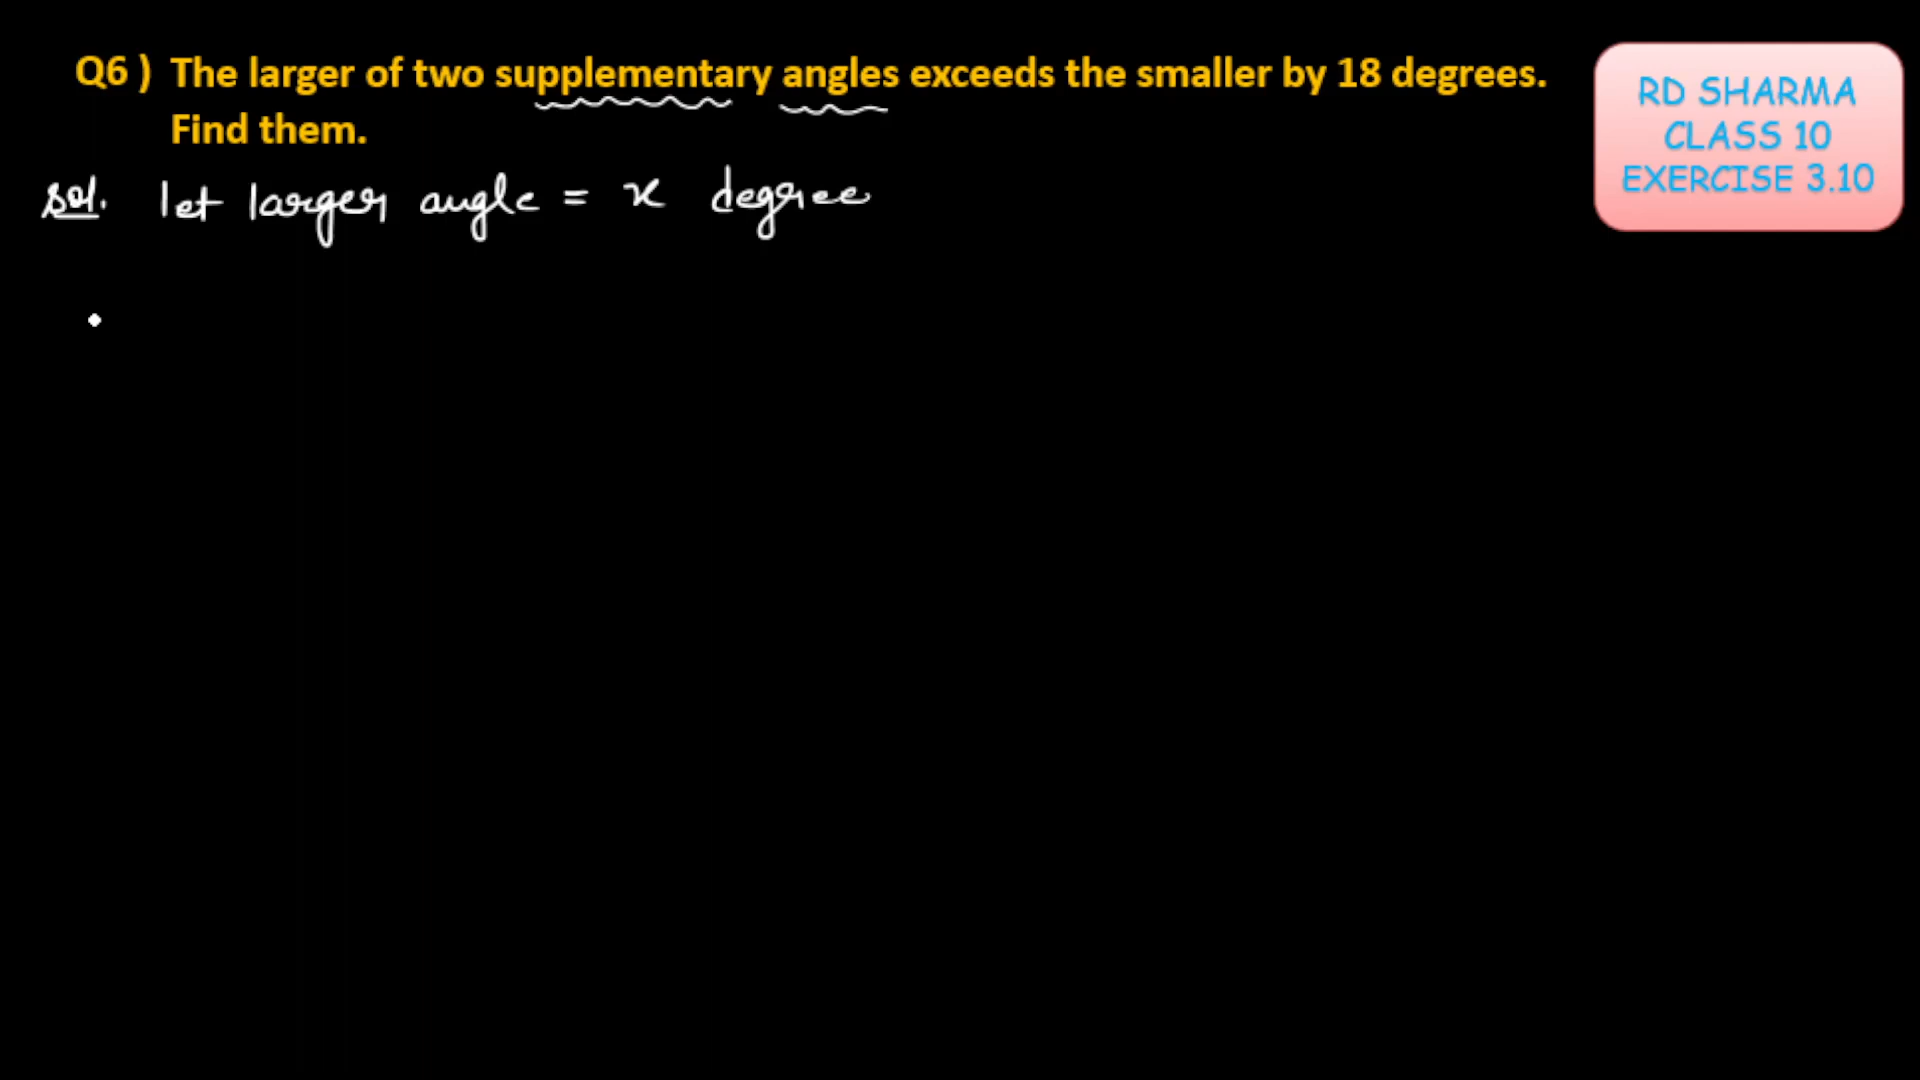 Q6 ) The larger of two supplementary angles exceeds the smaller by 18 degrees.
Find them.
Sol. let larger angle = x degree
RD SHARMA
CLASS 10
EXERCISE 3.10